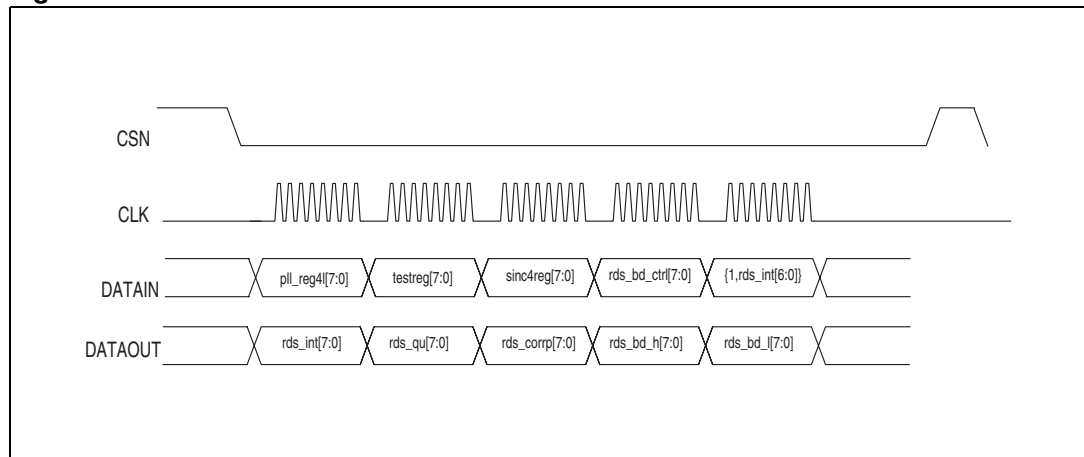 CSN
CLK
DATAIN
pll_reg4l[7:0] testreg[7:0] sinc4reg[7:0] rds_bd_ctrl[7:0] {1,rds_int[6:0]}
DATAOUT
rds_int[7:0] rds_qu[7:0] rds_corrp[7:0] rds_bd_h[7:0] rds_bd_l[7:0]